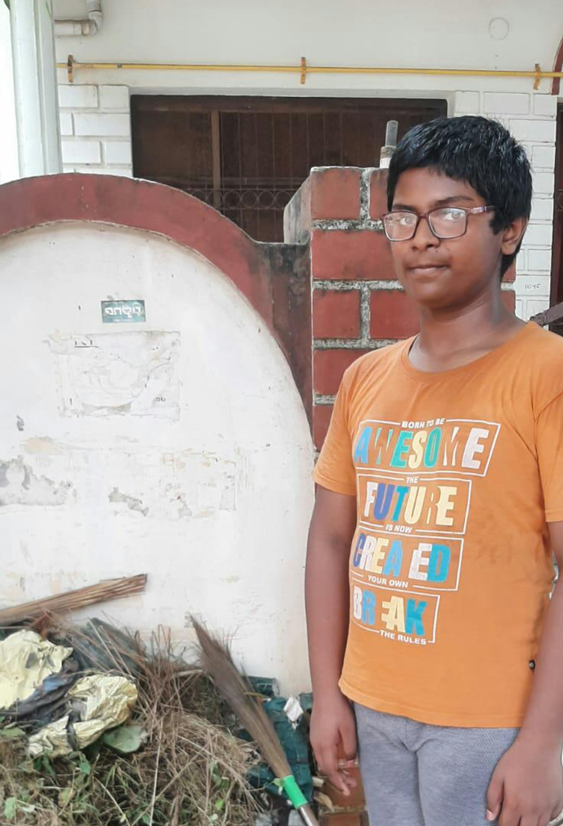 BORN TO BE
AWESOME
THE
FUTURE
IS NOW
CREATED
YOUR OWN
BREAK
THE RULES